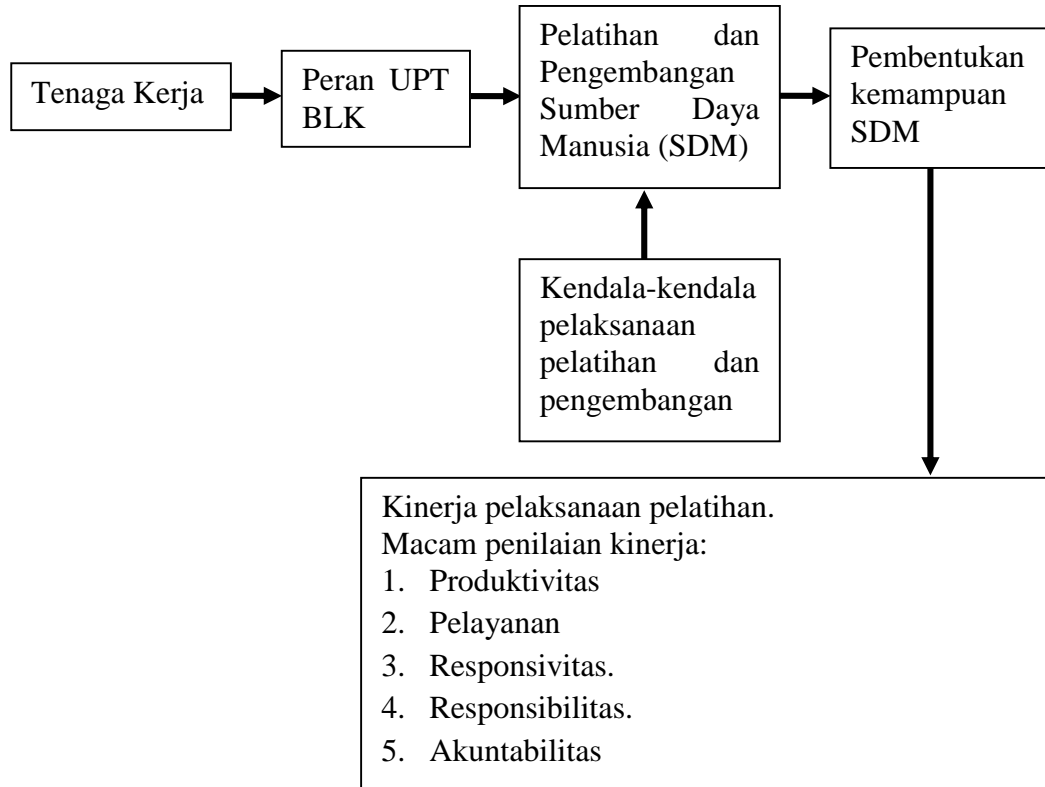 Tenaga Kerja
Peran UPT
BLK
Pelatihan dan
Pengembangan
Sumber Daya
Manusia (SDM)
Pembentukan
kemampuan
SDM
Kendala-kendala
pelaksanaan
pelatihan dan
pengembangan
Kinerja pelaksanaan pelatihan.
Macam penilaian kinerja:
1. Produktivitas
2. Pelayanan
3. Responsivitas.
4. Responsibilitas.
5. Akuntabilitas